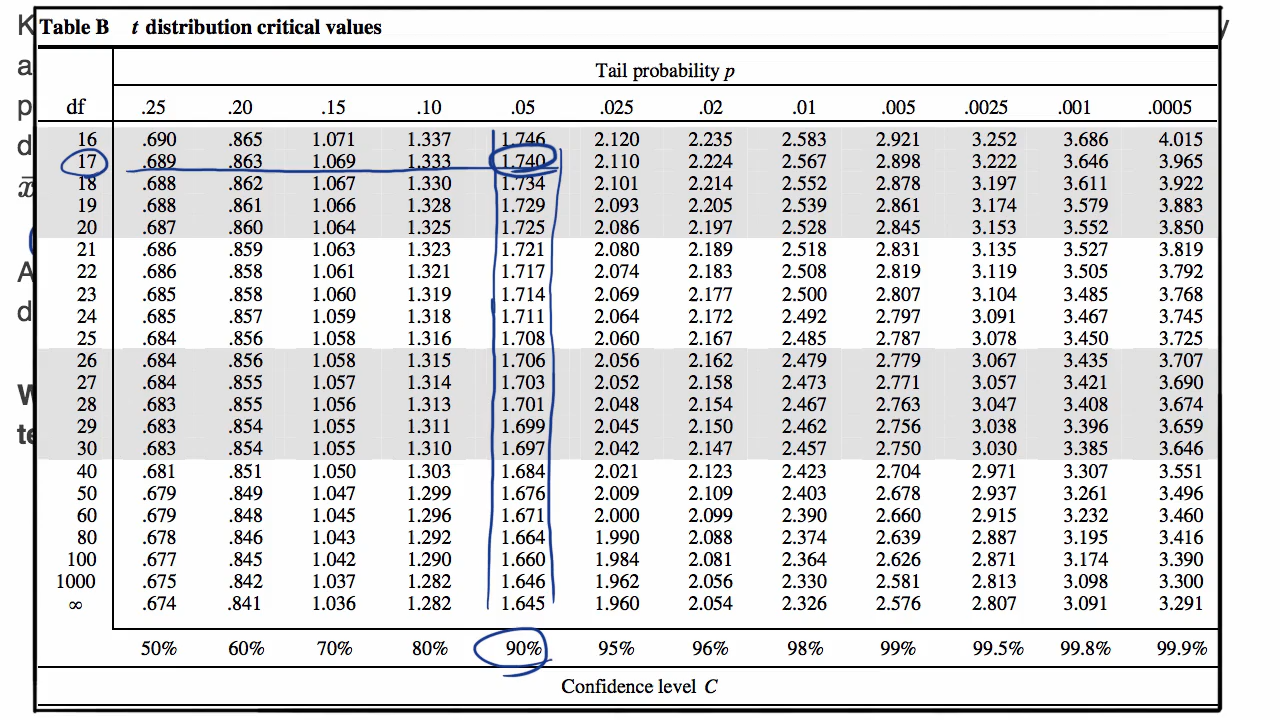 Table B t distribution critical values
Tail probability p
df .25 .20 .15 .10 .05 .025 .02 .01 .005 .0025 .001 .0005
16 .690 .865 1.071 1.337 1.746 2.120 2.235 2.583 2.921 3.252 3.686 4.015
17 .689 .863 1.069 1.333 1.740 2.110 2.224 2.567 2.898 3.222 3.646 3.965
18 .688 .862 1.067 1.330 1.734 2.101 2.214 2.552 2.878 3.197 3.611 3.922
19 .688 .861 1.066 1.328 1.729 2.093 2.205 2.539 2.861 3.174 3.579 3.883
20 .687 .860 1.064 1.325 1.725 2.086 2.197 2.528 2.845 3.153 3.552 3.850
21 .686 .859 1.063 1.323 1.721 2.080 2.189 2.518 2.831 3.135 3.527 3.819
22 .686 .858 1.061 1.321 1.717 2.074 2.183 2.508 2.819 3.119 3.505 3.792
23 .685 .858 1.060 1.319 1.714 2.069 2.177 2.500 2.807 3.104 3.485 3.768
24 .685 .857 1.059 1.318 1.711 2.064 2.172 2.492 2.797 3.091 3.467 3.745
25 .684 .856 1.058 1.316 1.708 2.060 2.167 2.485 2.787 3.078 3.450 3.725
26 .684 .856 1.058 1.315 1.706 2.056 2.162 2.479 2.779 3.067 3.435 3.707
27 .684 .855 1.057 1.314 1.703 2.052 2.158 2.473 2.771 3.057 3.421 3.690
28 .683 .855 1.056 1.313 1.701 2.048 2.154 2.467 2.763 3.047 3.408 3.674
29 .683 .854 1.055 1.311 1.699 2.045 2.150 2.462 2.756 3.038 3.396 3.659
30 .683 .854 1.055 1.310 1.697 2.042 2.147 2.457 2.750 3.030 3.385 3.646
40 .681 .851 1.050 1.303 1.684 2.021 2.123 2.423 2.704 2.971 3.307 3.551
50 .679 .849 1.047 1.299 1.676 2.009 2.109 2.403 2.678 2.937 3.261 3.496
60 .679 .848 1.045 1.296 1.671 2.000 2.099 2.390 2.660 2.915 3.232 3.460
80 .678 .846 1.043 1.292 1.664 1.990 2.088 2.374 2.639 2.887 3.195 3.416
100 .677 .845 1.042 1.290 1.660 1.984 2.081 2.364 2.626 2.871 3.174 3.390
1000 .675 .842 1.037 1.282 1.646 1.962 2.056 2.330 2.581 2.813 3.098 3.300
∞ .674 .841 1.036 1.282 1.645 1.960 2.054 2.326 2.576 2.807 3.091 3.291
50% 60% 70% 80% 90% 95% 96% 98% 99% 99.5% 99.8% 99.9%
Confidence level C